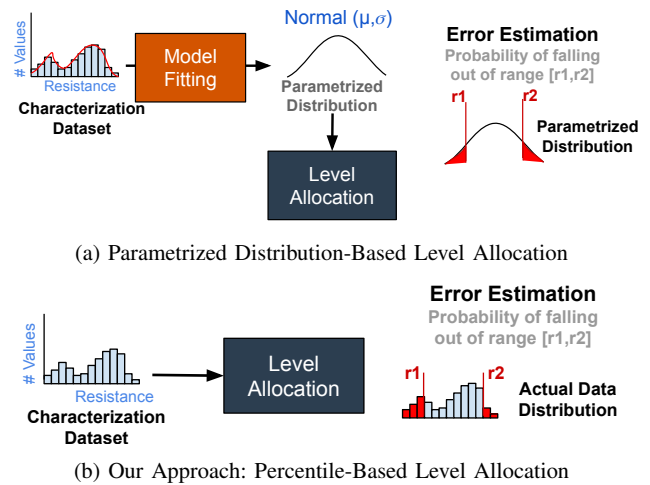 # Values
Resistance
Characterization
Dataset
Model
Fitting
Normal (μ,σ)
Parametrized
Distribution
Level
Allocation
Error Estimation
Probability of falling
out of range [r1,r2]
r1
r2
Parametrized
Distribution
(a) Parametrized Distribution-Based Level Allocation
# Values
Resistance
Characterization
Dataset
Level
Allocation
Error Estimation
Probability of falling
out of range [r1,r2]
r1
r2
Actual Data
Distribution
(b) Our Approach: Percentile-Based Level Allocation